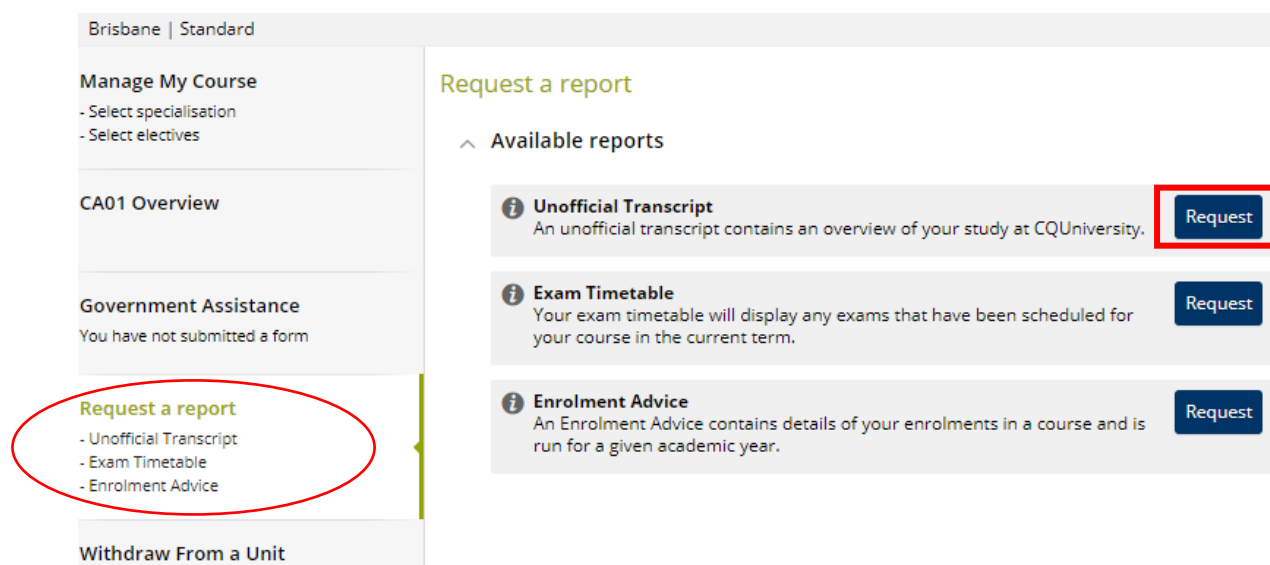 Brisbane | Standard
Manage My Course
- Select specialisation
- Select electives
CA01 Overview
Government Assistance
You have not submitted a form
Request a report
- Unofficial Transcript
- Exam Timetable
- Enrolment Advice
Withdraw From a Unit
Request a report
Available reports
Unofficial Transcript
An unofficial transcript contains an overview of your study at CQUniversity.
Request
Exam Timetable
Your exam timetable will display any exams that have been scheduled for
your course in the current term.
Request
Enrolment Advice
An Enrolment Advice contains details of your enrolments in a course and is
run for a given academic year.
Request